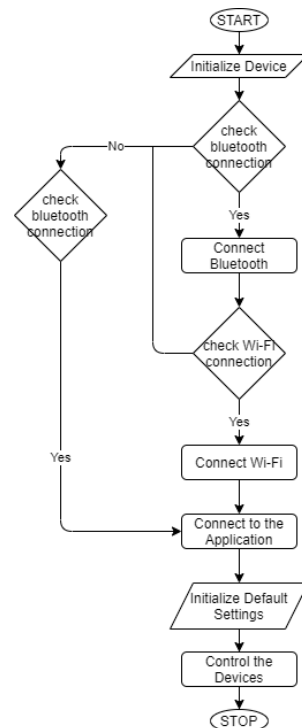 START
Initialize Device
check
bluetooth
connection
No
check
bluetooth
connection
Yes
Connect
Bluetooth
check Wi-Fi
connection
Yes
Connect Wi-Fi
Yes
Connect to the
Application
Initialize Default
Settings
Control the
Devices
STOP